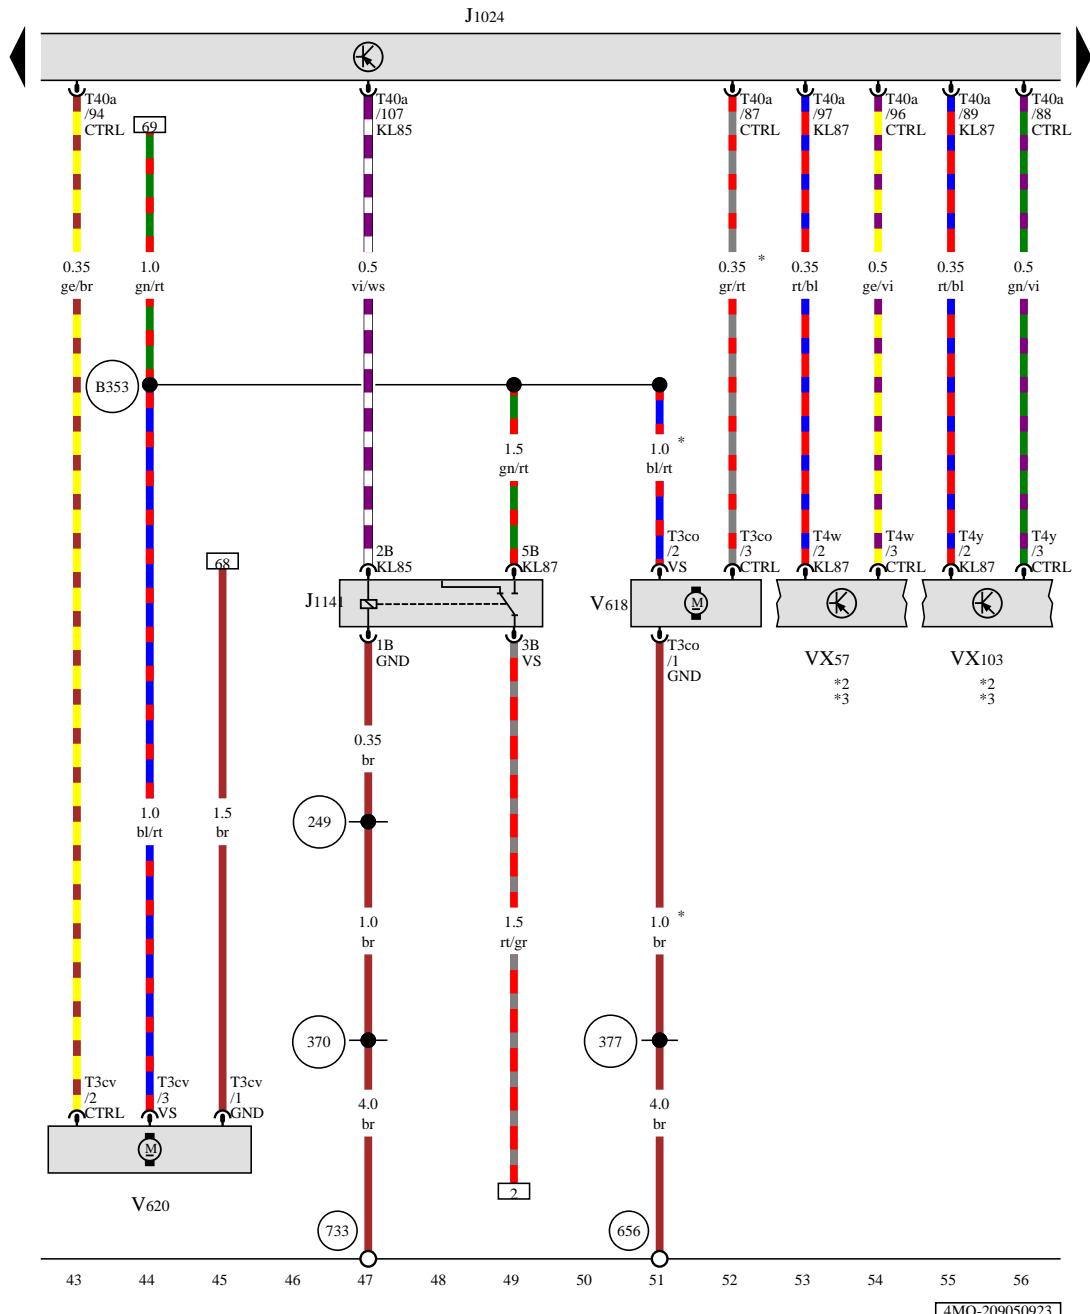 J1024
T40a
/94
CTRL
69
T40a
/107
KL85
T40a
/87
CTRL
T40a
/97
KL87
T40a
/96
CTRL
T40a
/89
KL87
T40a
/88
CTRL
0.35
ge/br
1.0
gn/rt
0.5
vi/ws
0.35 *
gr/rt
0.35
rt/bl
0.5
ge/vi
0.35
rt/bl
0.5
gn/vi
B353
1.5
gn/rt
1.0 *
bl/rt
68
2B
KL85
5B
KL87
T3co
/2
VS
T3co
/3
CTRL
T4w
/2
KL87
T4w
/3
CTRL
T4y
/2
KL87
T4y
/3
CTRL
J1141
V618
M
1B
GND
3B
VS
T3co
/1
GND
VX57
*2
*3
VX103
*2
*3
0.35
br
1.0
bl/rt
1.5
br
249
1.0
br
1.5
rt/gr
1.0 *
br
370
377
T3cv
/2
CTRL
T3cv
/3
VS
T3cv
/1
GND
4.0
br
4.0
br
M
V620
2
733
656
43 44 45 46 47 48 49 50 51 52 53 54 55 56
4MO-209050923